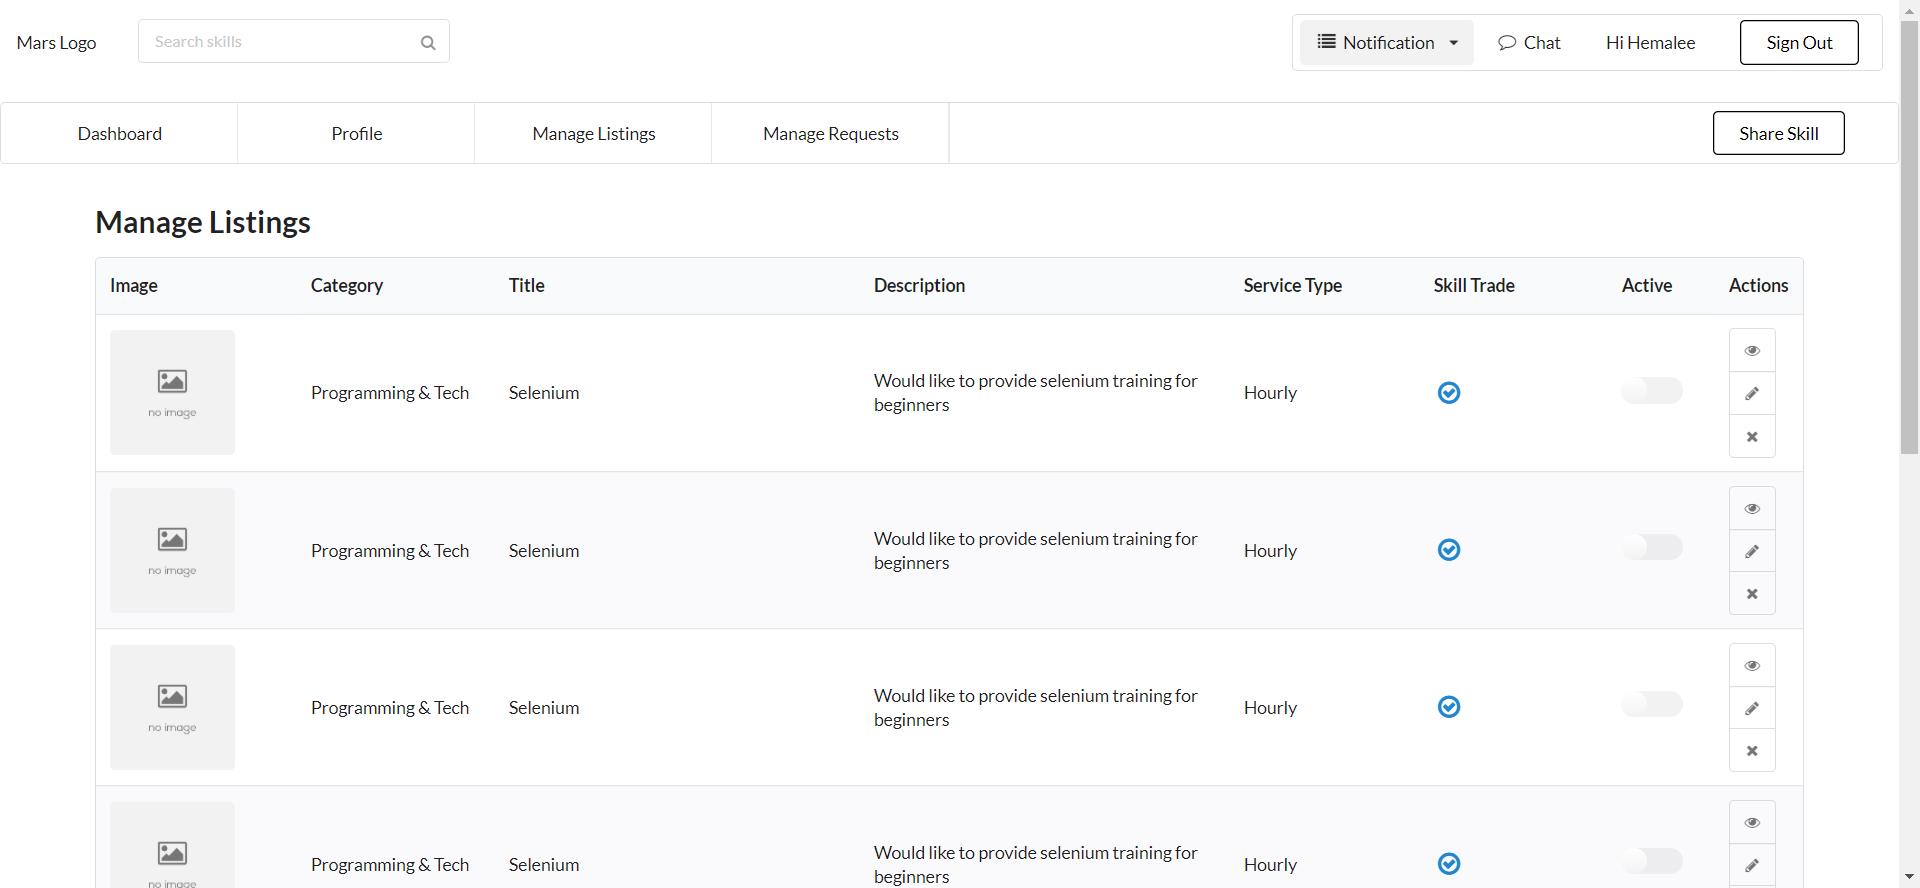 Mars Logo
Search skills
Notification
Chat
Hi Hemalee
Sign Out
Dashboard
Profile
Manage Listings
Manage Requests
Share Skill
Manage Listings
Image Category Title Description Service Type Skill Trade Active Actions
no image
Programming & Tech
Selenium
Would like to provide selenium training for
beginners
Hourly
no image
Programming & Tech
Selenium
Would like to provide selenium training for
beginners
Hourly
no image
Programming & Tech
Selenium
Would like to provide selenium training for
beginners
Hourly
no image
Programming & Tech
Selenium
Would like to provide selenium training for
beginners
Hourly